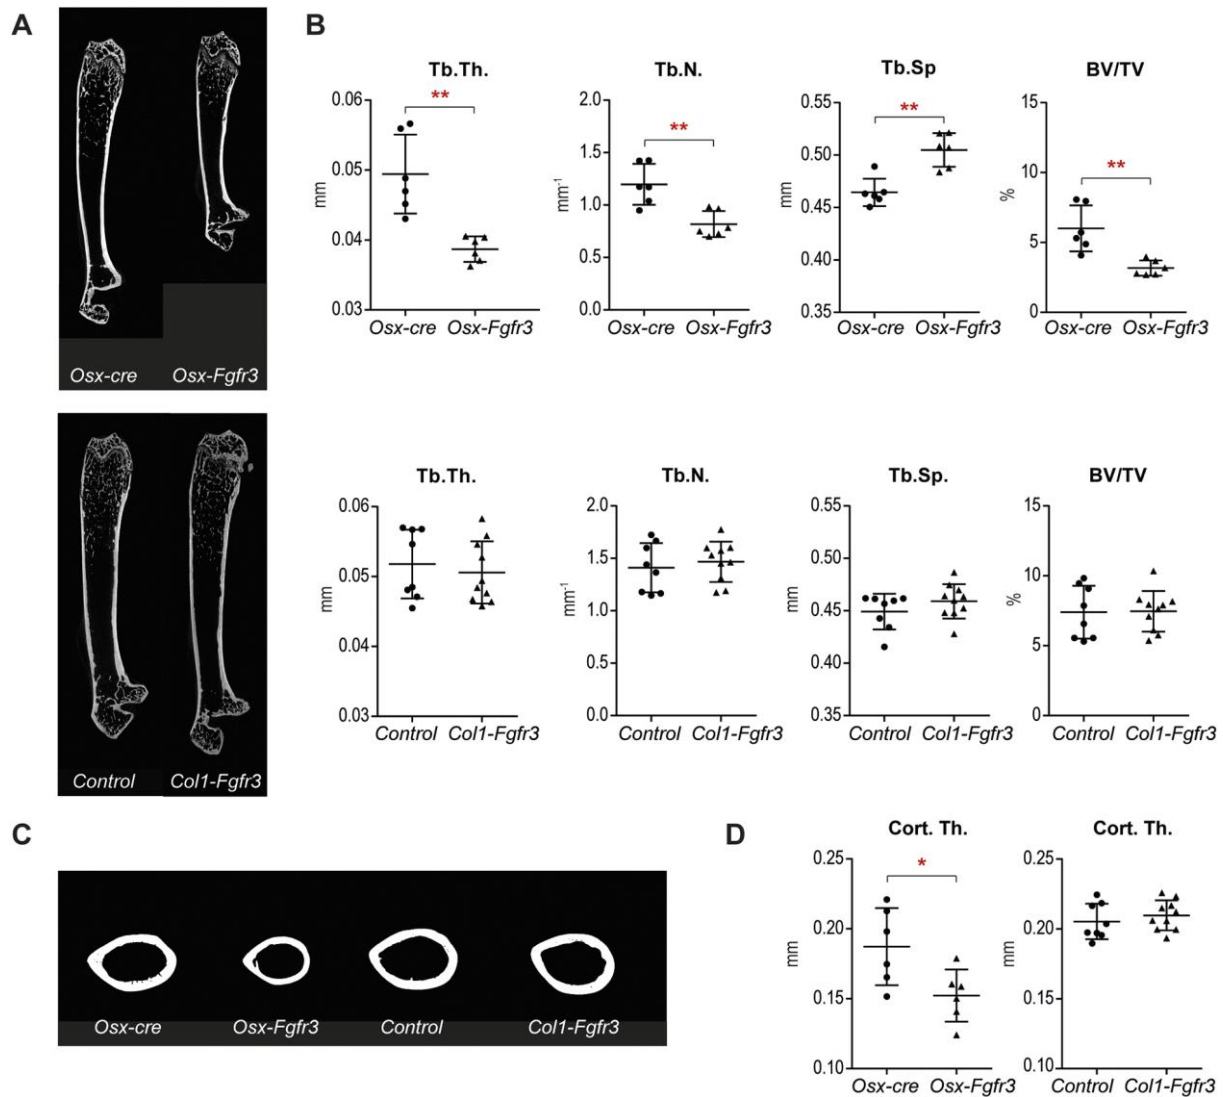 A
B
Osx-cre Osx-Fgfr3
Control Col1-Fgfr3
Tb.Th.
0.06
0.05
0.04
0.03
mm
**
Osx-cre Osx-Fgfr3
Tb.N.
2.0
1.5
1.0
0.5
0.0
mm-1
**
Osx-cre Osx-Fgfr3
Tb.Sp
0.55
0.50
0.45
0.40
0.35
mm
**
Osx-cre Osx-Fgfr3
BV/TV
15
10
5
0
%
**
Osx-cre Osx-Fgfr3
Tb.Th.
0.06
0.05
0.04
0.03
mm
Control Col1-Fgfr3
Tb.N.
2.0
1.5
1.0
0.5
0.0
mm-1
Control Col1-Fgfr3
Tb.Sp.
0.55
0.50
0.45
0.40
0.35
mm
Control Col1-Fgfr3
BV/TV
15
10
5
0
%
Control Col1-Fgfr3
C
Osx-cre Osx-Fgfr3 Control Col1-Fgfr3
D
Cort. Th.
0.25
0.20
0.15
0.10
mm
*
Osx-cre Osx-Fgfr3
Cort. Th.
0.25
0.20
0.15
0.10
mm
Control Col1-Fgfr3